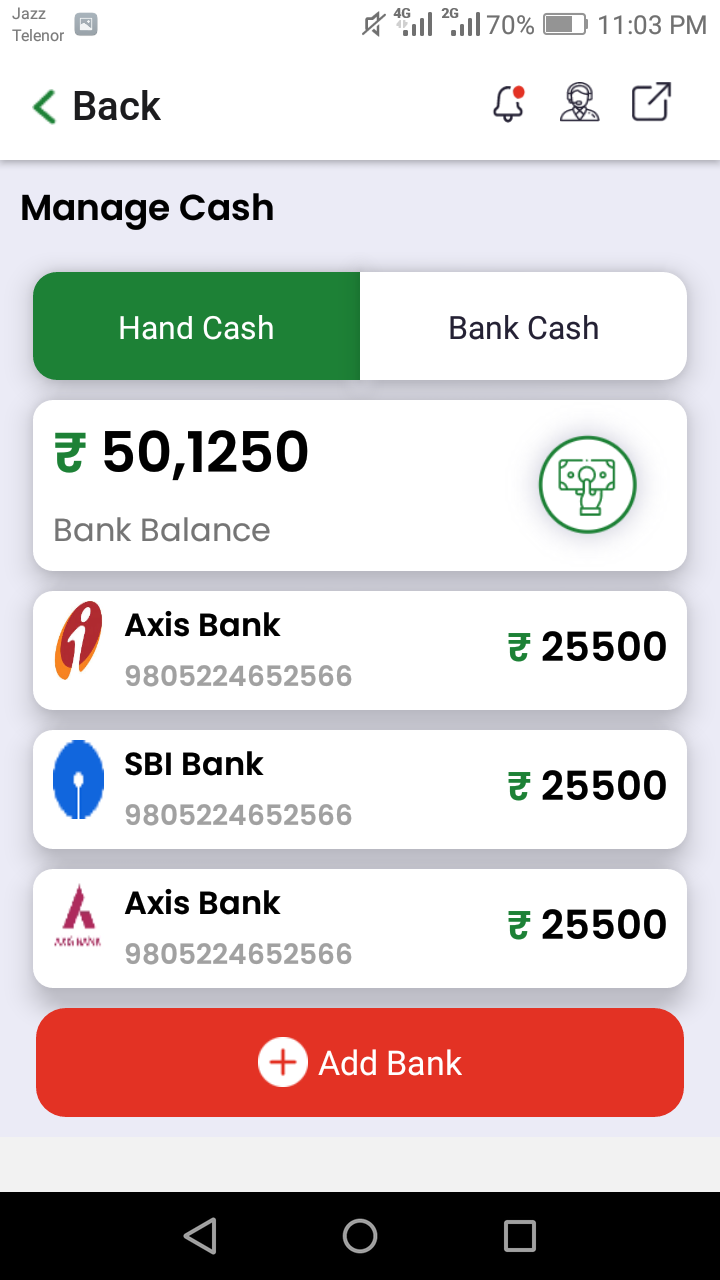 Jazz
Telenor
4G 2G 70% 11:03 PM
Back
Manage Cash
Hand Cash Bank Cash
₹ 50,1250
Bank Balance
Axis Bank
9805224652566
₹ 25500
SBI Bank
9805224652566
₹ 25500
AXIS BANK
Axis Bank
9805224652566
₹ 25500
Add Bank